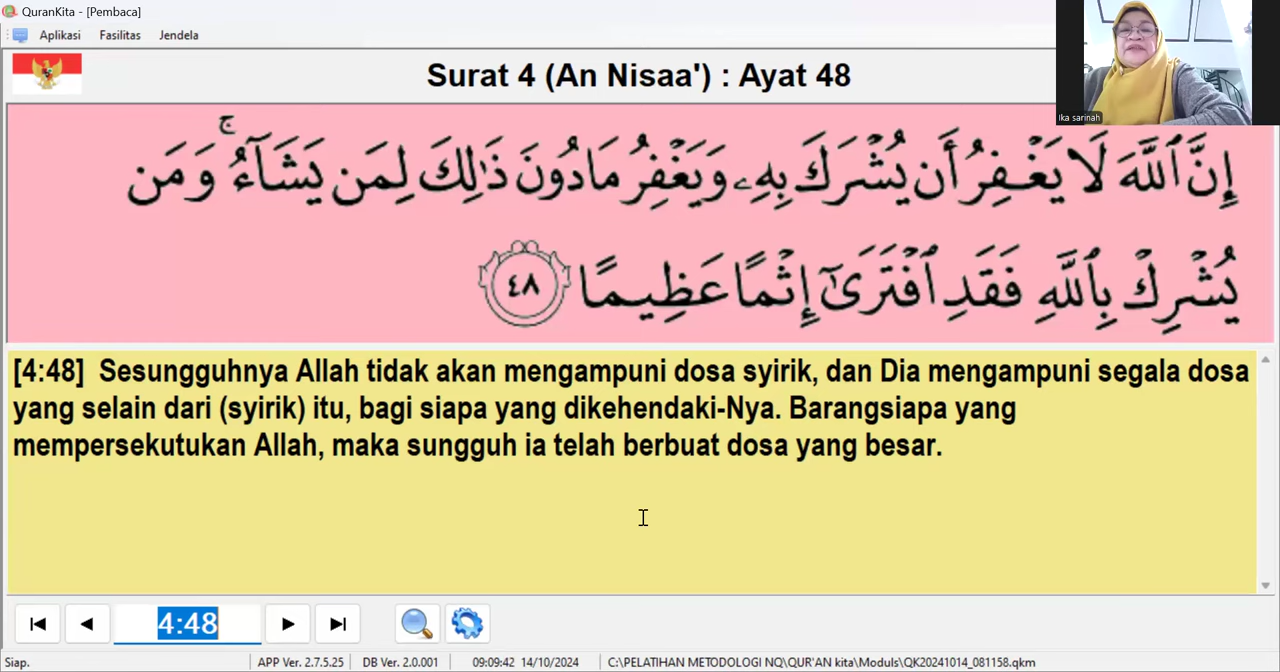 QuranKita - [Pembaca]
Aplikasi Fasilitas Jendela
Surat 4 (An Nisaa') : Ayat 48
Ika sarinah
إِنَّ ٱللَّهَ لَا يَغْفِرُ أَن يُشْرَكَ بِهِۦ وَيَغْفِرُ مَا دُونَ ذَٰلِكَ لِمَن يَشَآءُ ۚ وَمَن
يُشْرِكْ بِٱللَّهِ فَقَدِ ٱفْتَرَىٰٓ إِثْمًا عَظِيمًا ٤٨
[4:48] Sesungguhnya Allah tidak akan mengampuni dosa syirik, dan Dia mengampuni segala dosa
yang selain dari (syirik) itu, bagi siapa yang dikehendaki-Nya. Barangsiapa yang
mempersekutukan Allah, maka sungguh ia telah berbuat dosa yang besar.
4:48
Siap. APP Ver. 2.7.5.25 DB Ver. 2.0.001 09:09:42 14/10/2024 C:\PELATIHAN METODOLOGI NQ\QUR'AN kita\Moduls\QK20241014_081158.qkm